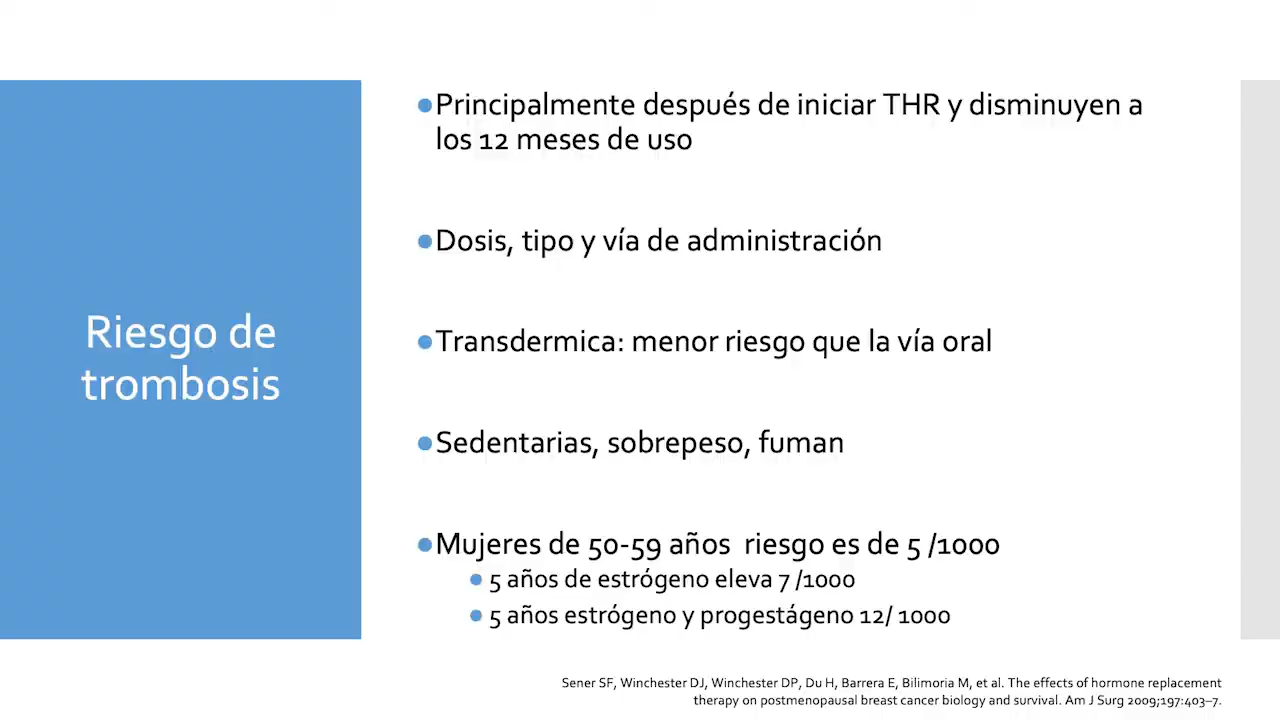 Riesgo de
trombosis
●Principalmente después de iniciar THR y disminuyen a
los 12 meses de uso
●Dosis, tipo y vía de administración
●Transdermica: menor riesgo que la vía oral
●Sedentarias, sobrepeso, fuman
●Mujeres de 50-59 años  riesgo es de 5 /1000
● 5 años de estrógeno eleva 7 /1000
● 5 años estrógeno y progestágeno 12/ 1000
Sener SF, Winchester DJ, Winchester DP, Du H, Barrera E, Bilimoria M, et al. The effects of hormone replacement
therapy on postmenopausal breast cancer biology and survival. Am J Surg 2009;197:403–7.